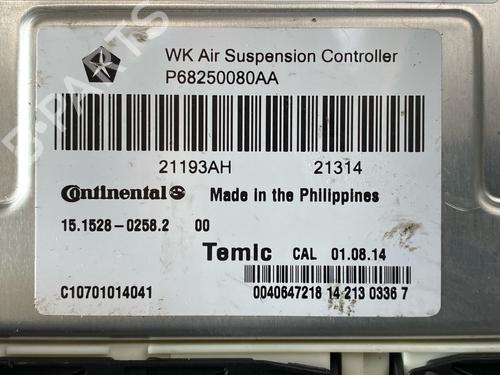 WK Air Suspension Controller
P68250080AA
21193AH 21314
Continental Made in the Philippines
15.1528-0258.2 00
Temic CAL 01.08.14
C10701014041 0040647218 14 213 0336 7
B-PARTS